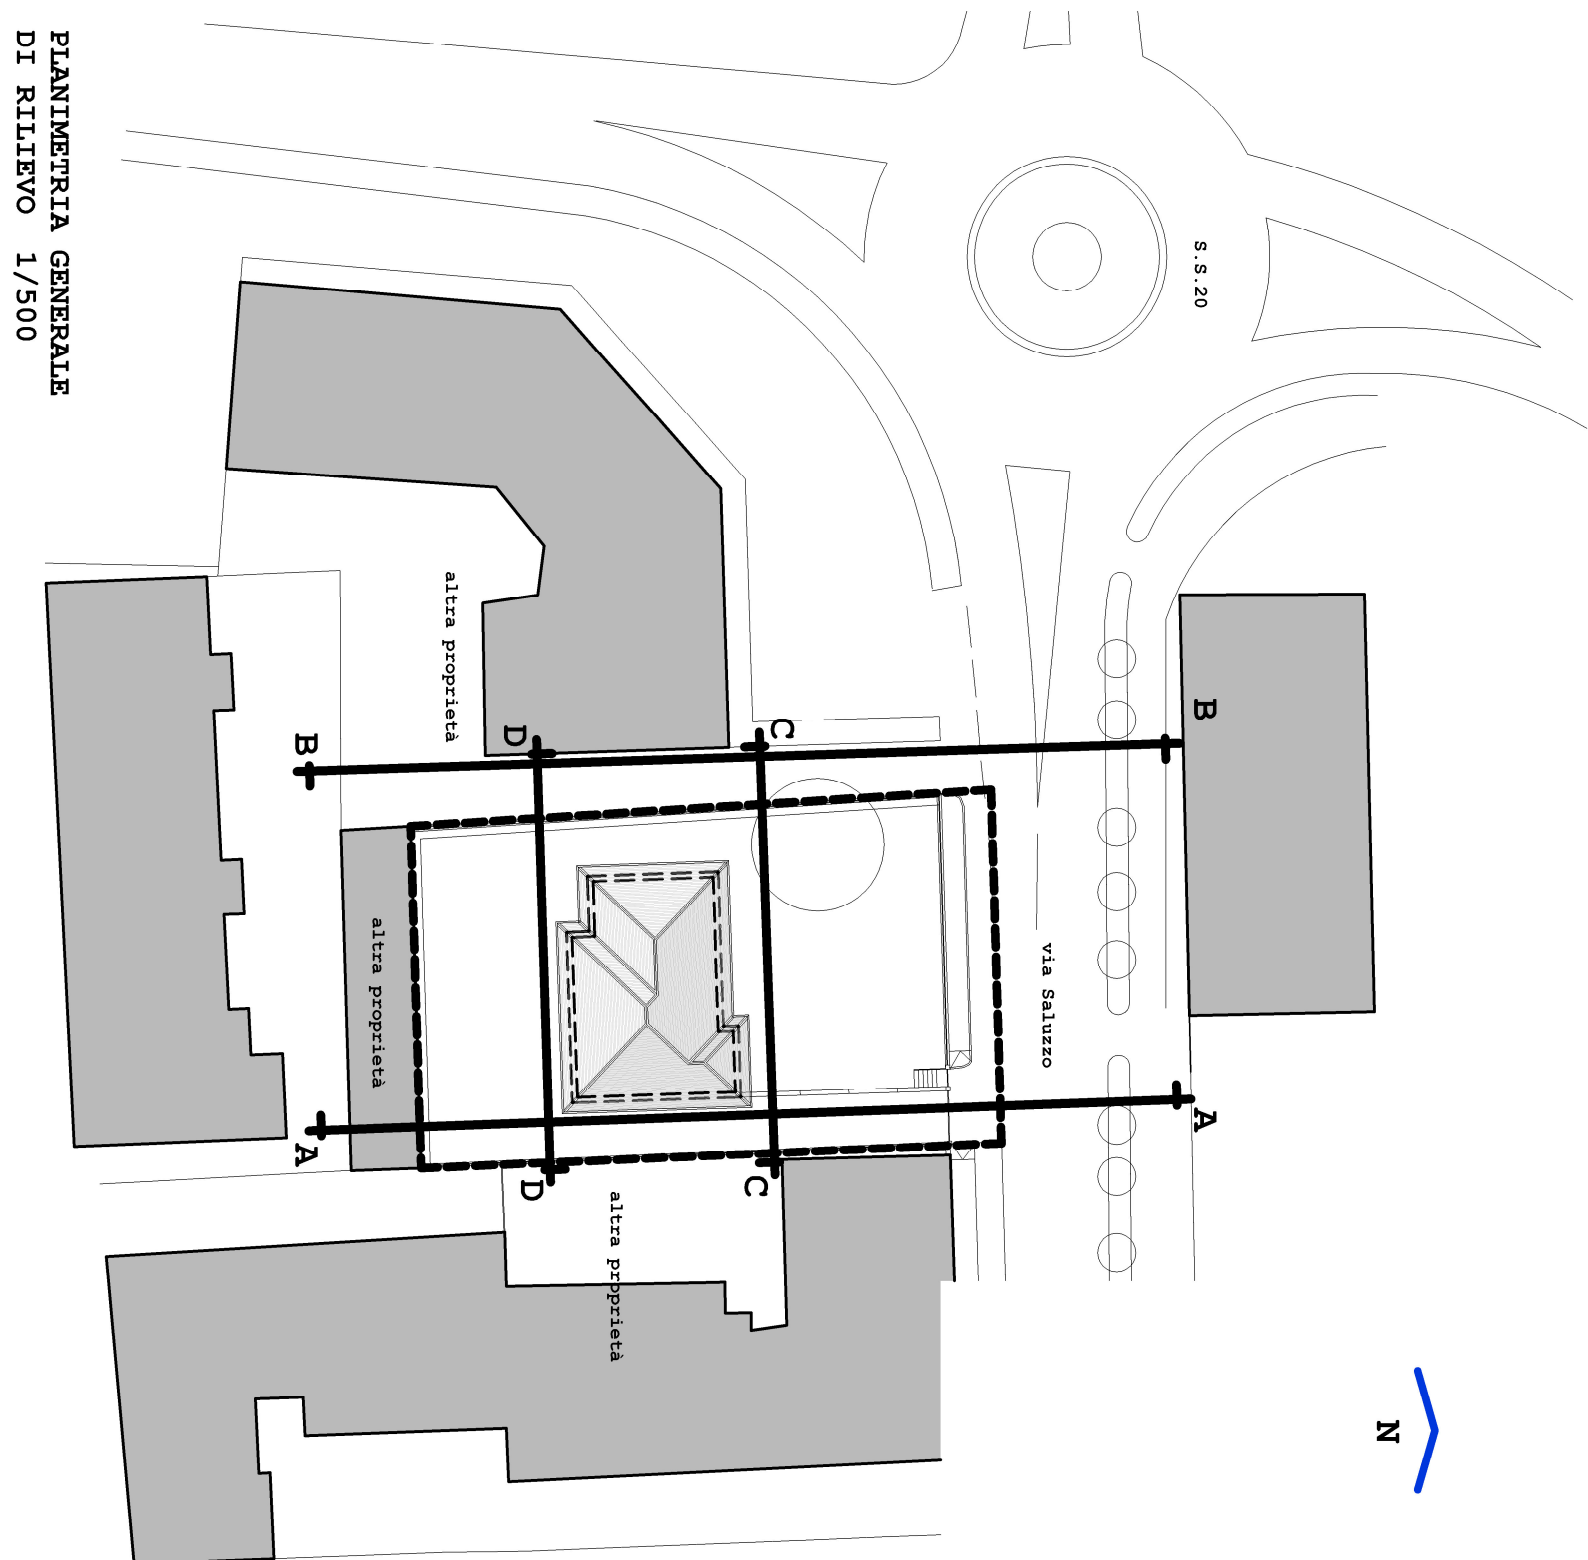 N
S.S.20
B
A
via Saluzzo
C
C
altra proprietà
D
D
altra proprietà
altra proprietà
B
A
PLANIMETRIA GENERALE
DI RILIEVO 1/500